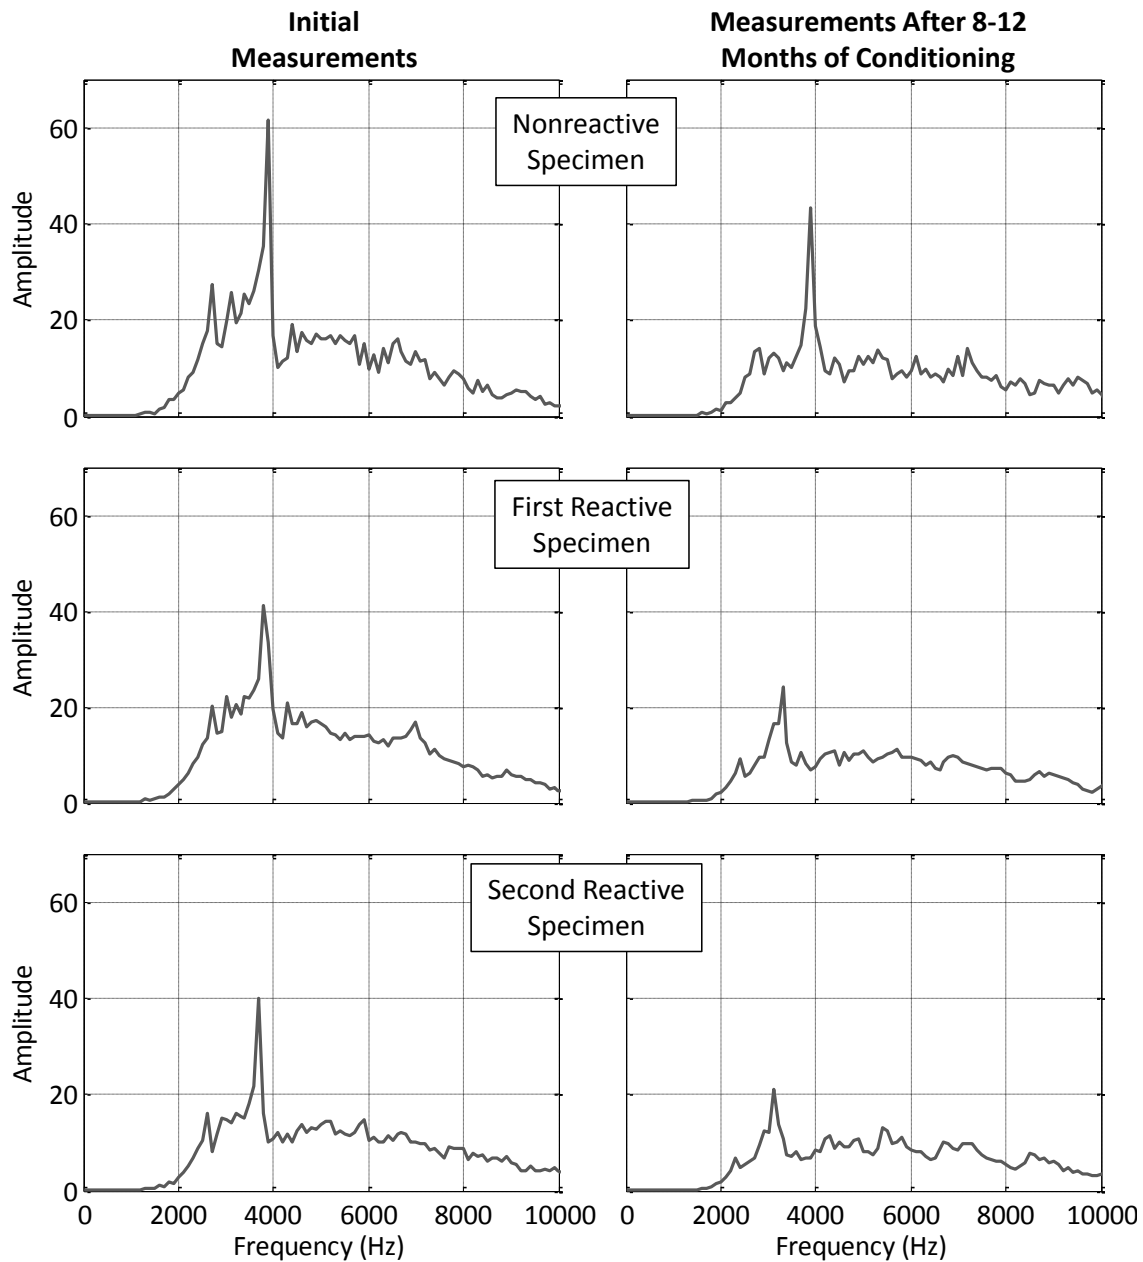 Initial
Measurements
Measurements After 8-12
Months of Conditioning
Nonreactive
Specimen
Amplitude
60
40
20
0
First Reactive
Specimen
Amplitude
60
40
20
0
Second Reactive
Specimen
Amplitude
60
40
20
0
0 2000 4000 6000 8000 10000
Frequency (Hz)
0 2000 4000 6000 8000 10000
Frequency (Hz)